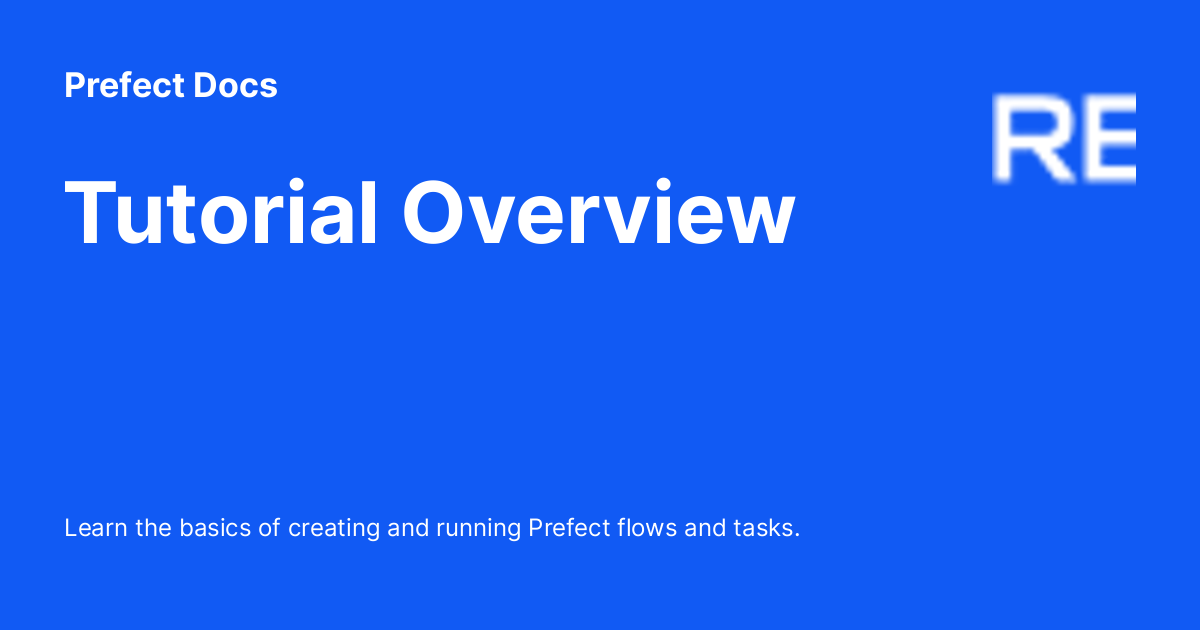 Prefect Docs
RE
Tutorial Overview
Learn the basics of creating and running Prefect flows and tasks.